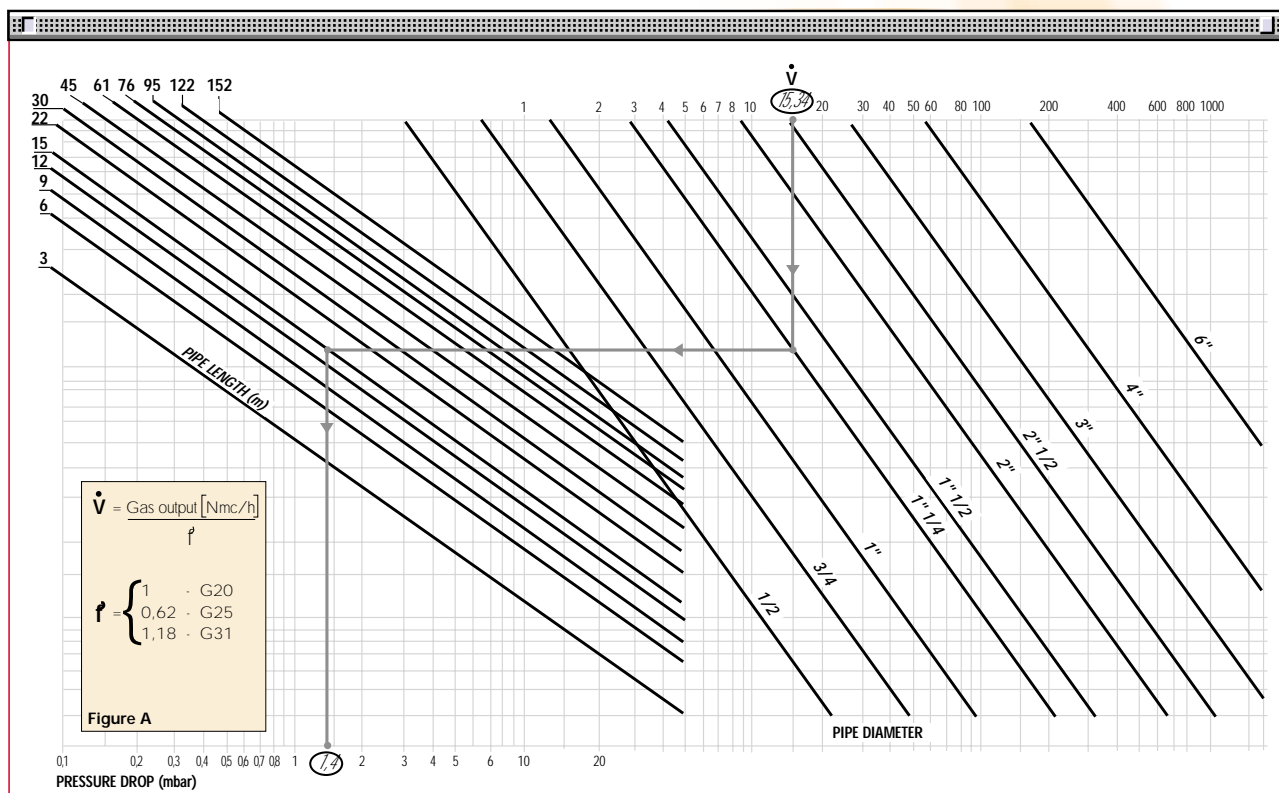 V
15,34
1 2 3 4 5 6 7 8 10 20 30 40 50 60 80 100 200 400 600 800 1000
45 61 76 95 122 152
30
22
15
12
9
6
3
PIPE LENGTH (m)
6"
4"
3"
2" 1/2
2"
1" 1/2
1" 1/4
1"
3/4
1/2
V = Gas output [Nmc/h]
f
f = { 1 - G20
0,62 - G25
1,18 - G31
Figure A
PIPE DIAMETER
0,1 0,2 0,3 0,4 0,5 0,6 0,7 0,8 1 1,4 2 3 4 5 6 10 20
PRESSURE DROP (mbar)